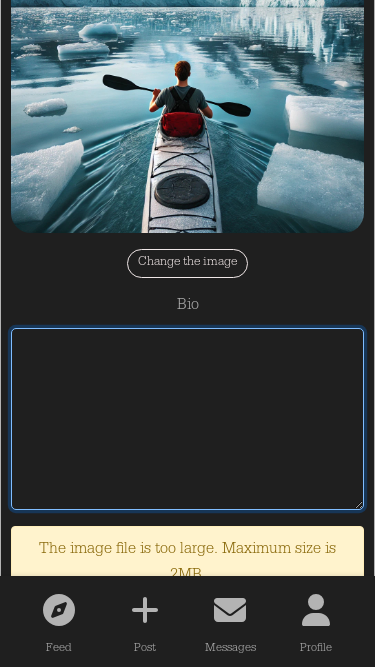 Change the image
Bio
The image file is too large. Maximum size is
2MB
Feed
Post
Messages
Profile